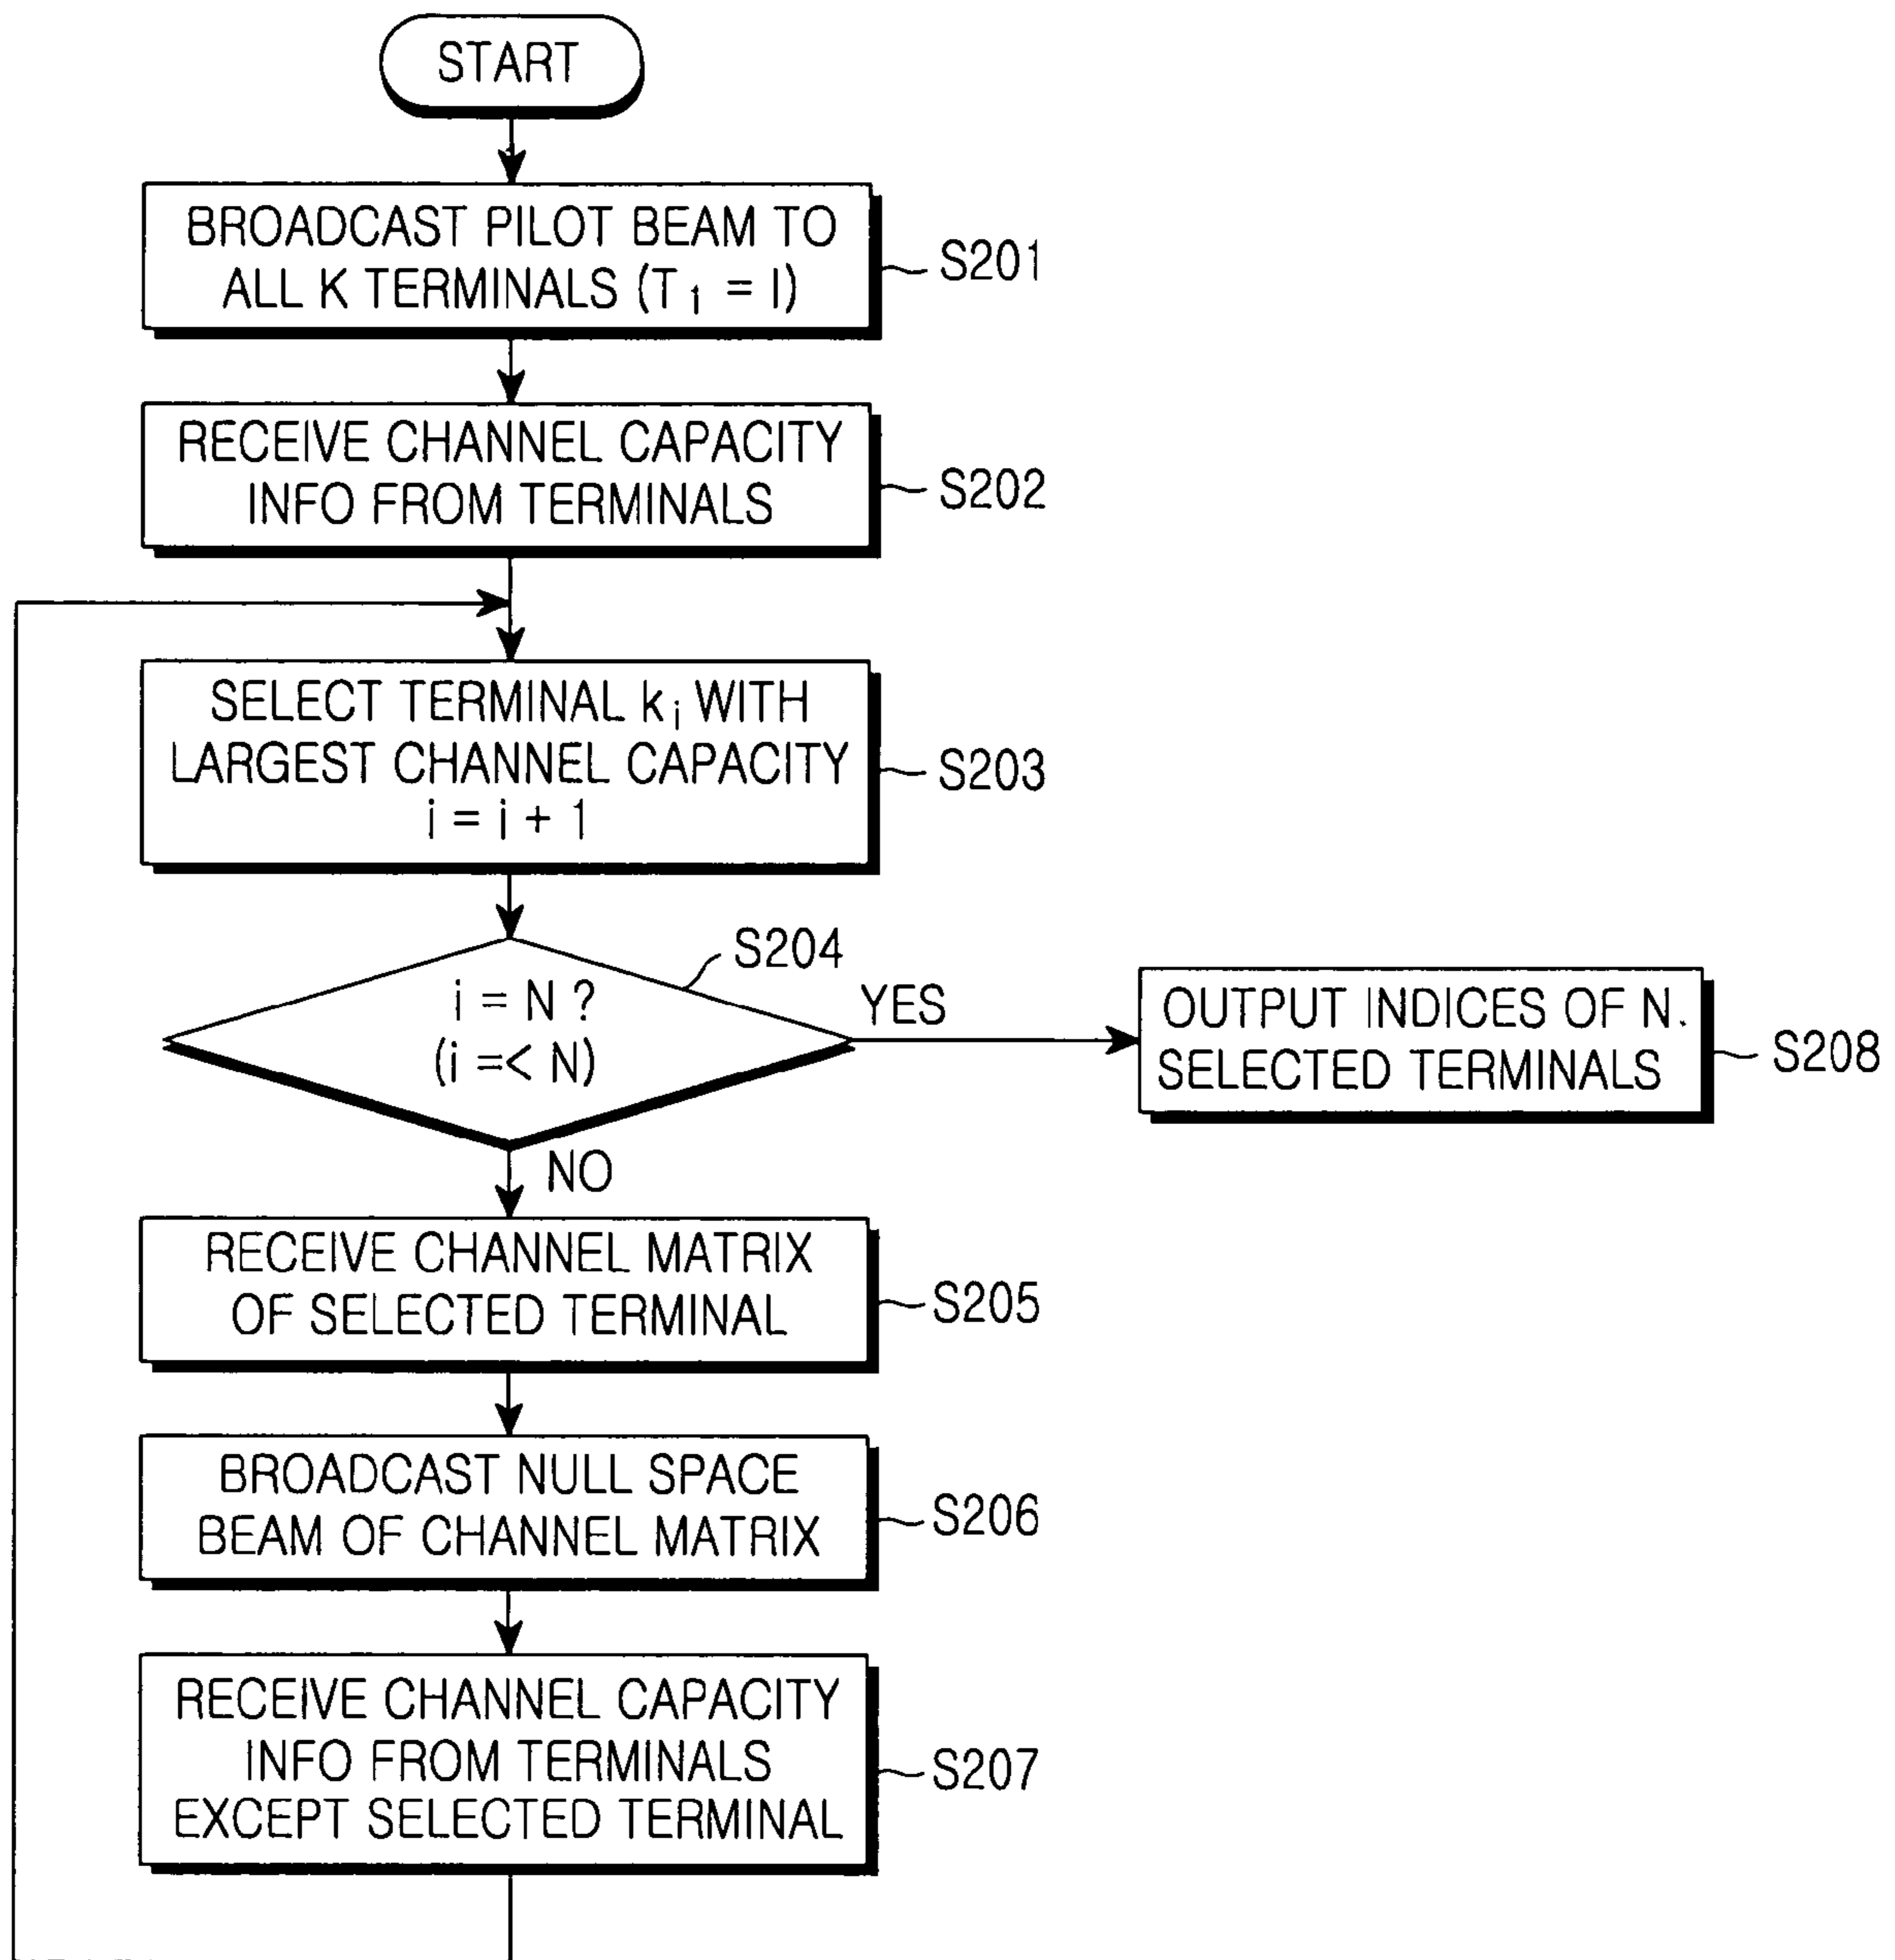 START
BROADCAST PILOT BEAM TO
ALL K TERMINALS (T₁ = I)
S201
RECEIVE CHANNEL CAPACITY
INFO FROM TERMINALS
S202
SELECT TERMINAL kᵢ WITH
LARGEST CHANNEL CAPACITY
i = i + 1
S203
S204
i = N ?
(i =< N)
YES
OUTPUT INDICES OF N.
SELECTED TERMINALS
S208
NO
RECEIVE CHANNEL MATRIX
OF SELECTED TERMINAL
S205
BROADCAST NULL SPACE
BEAM OF CHANNEL MATRIX
S206
RECEIVE CHANNEL CAPACITY
INFO FROM TERMINALS
EXCEPT SELECTED TERMINAL
S207